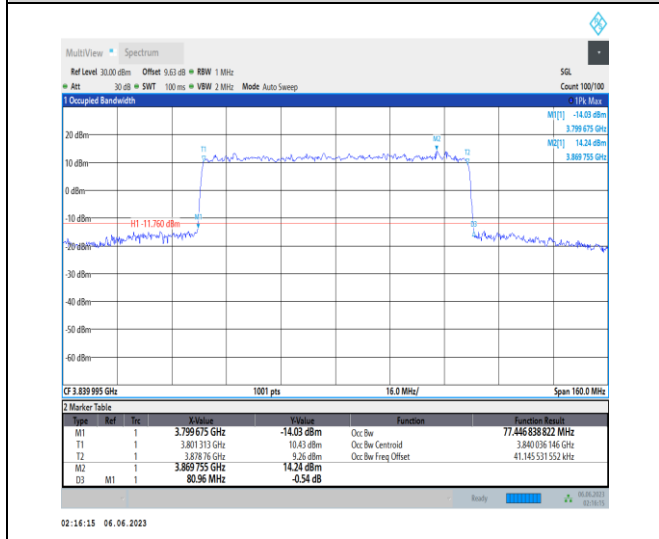 MultiView Spectrum
Ref Level 30.00 dBm Offset 9.63 dB RBW 1 MHz SGL
Att 30 dB SWT 100 ms VBW 2 MHz Mode Auto Sweep Count 100/100
1 Occupied Bandwidth 1Pk Max
M1[1] -14.03 dBm
3.799 675 GHz
M2[1] 14.24 dBm
3.869 755 GHz
20 dBm
M2
T1
T2
10 dBm
0 dBm
-10 dBm
M1
H1 -11.760 dBm
D3
-20 dBm
-30 dBm
-40 dBm
-50 dBm
-60 dBm
CF 3.839 995 GHz 1001 pts 16.0 MHz/ Span 160.0 MHz
2 Marker Table
Type Ref Trc X-Value Y-Value Function Function Result
M1 1 3.799 675 GHz -14.03 dBm Occ Bw 77.446 838 822 MHz
T1 1 3.801 313 GHz 10.43 dBm Occ Bw Centroid 3.840 036 146 GHz
T2 1 3.878 76 GHz 9.26 dBm Occ Bw Freq Offset 41.145 531 552 kHz
M2 1 3.869 755 GHz 14.24 dBm
D3 M1 1 80.96 MHz -0.54 dB
Ready 06.06.2023
02:16:15
02:16:15 06.06.2023